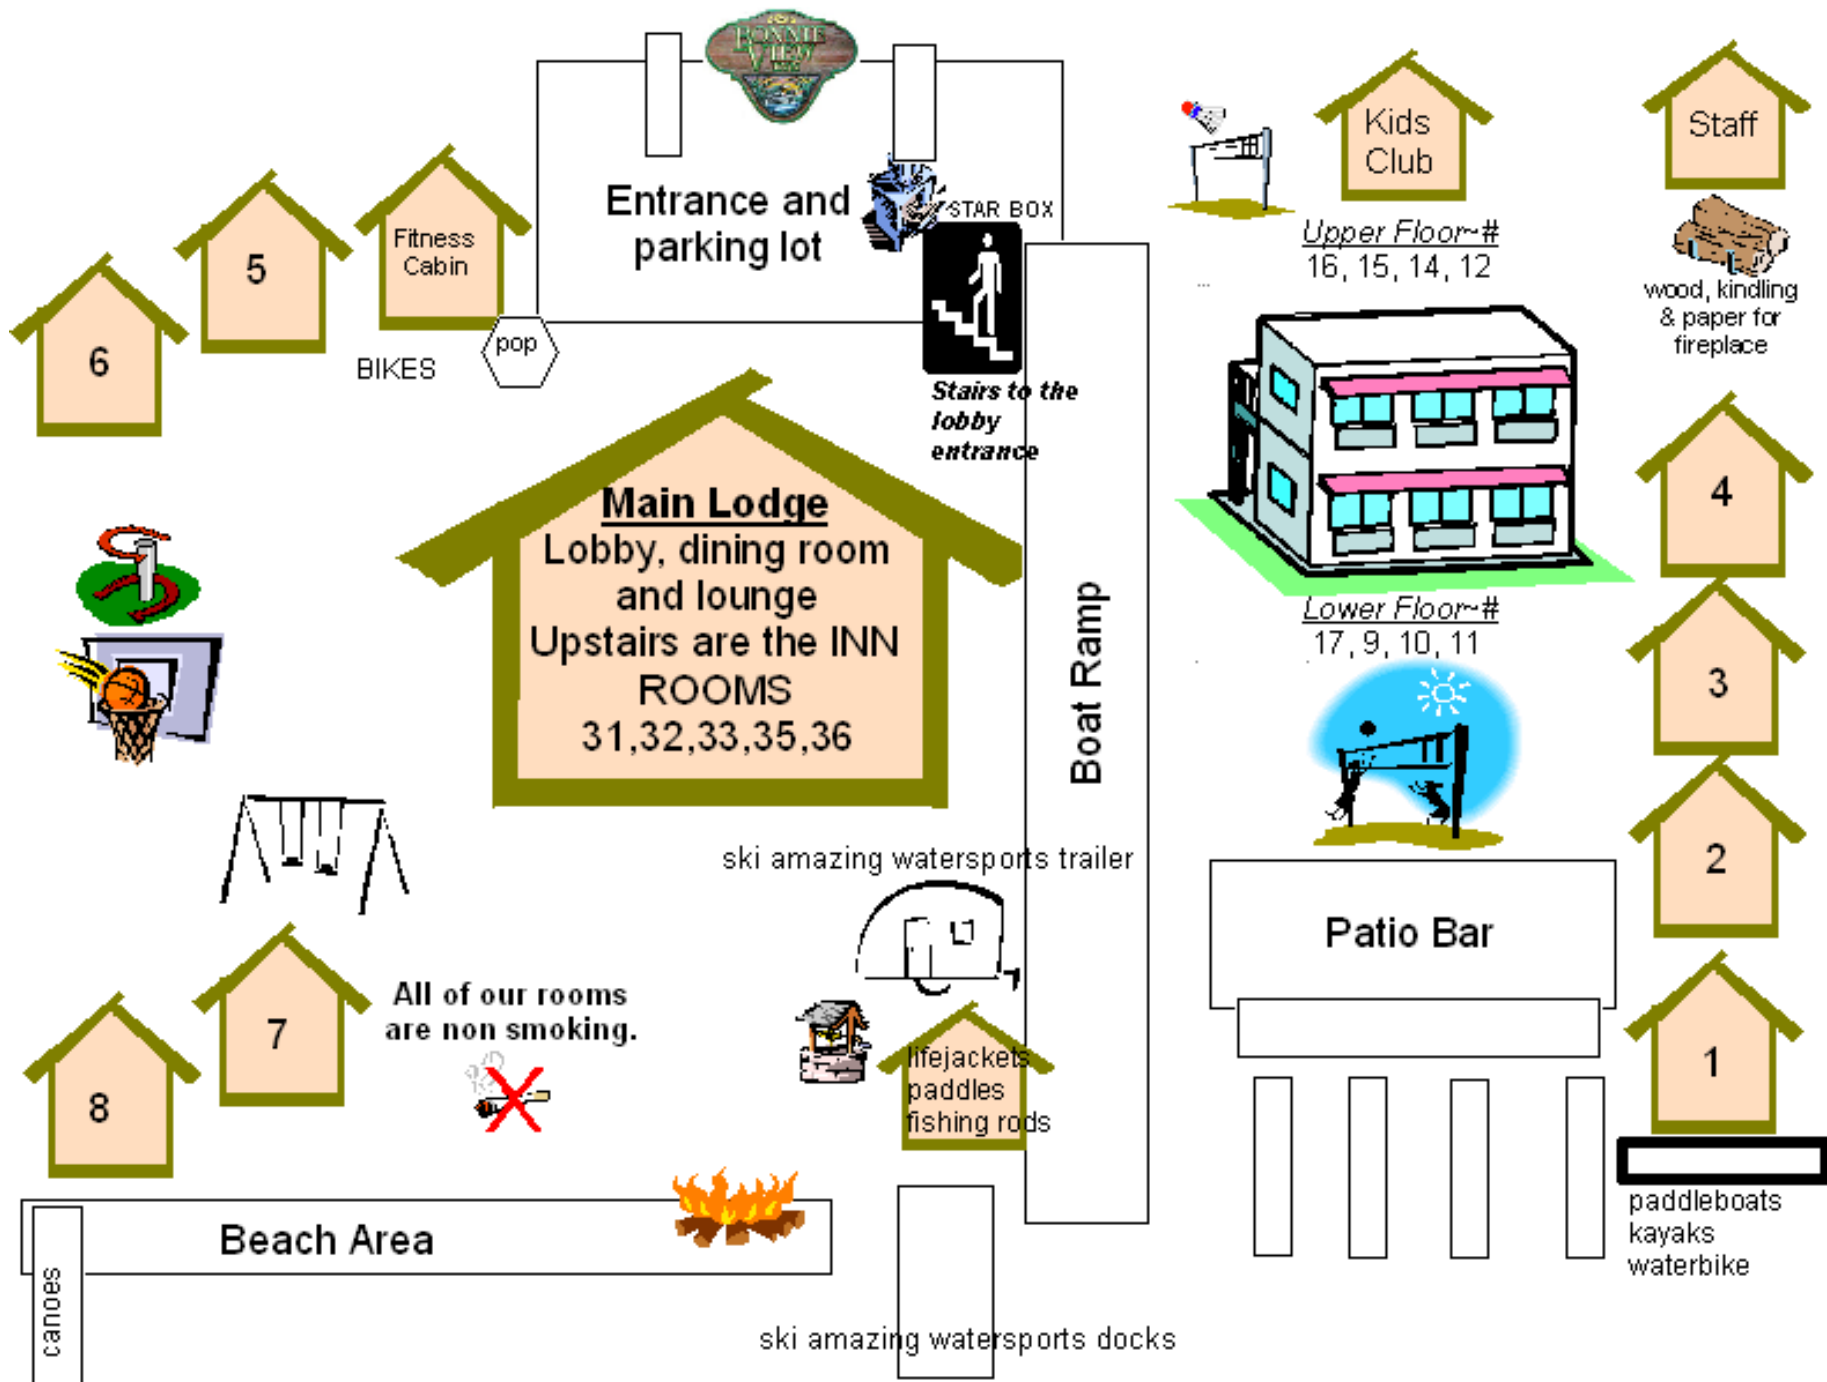 BONNIE
VIEW
INN
Entrance and
parking lot
STAR BOX
Kids
Club
Staff
Upper Floor~#
16, 15, 14, 12
wood, kindling
& paper for
fireplace
Fitness
Cabin
5
6
BIKES
pop
Stairs to the
lobby
entrance
Main Lodge
Lobby, dining room
and lounge
Upstairs are the INN
ROOMS
31,32,33,35,36
Boat Ramp
Lower Floor~#
17, 9, 10, 11
4
3
2
1
ski amazing watersports trailer
Patio Bar
All of our rooms
are non smoking.
7
8
lifejackets
paddles
fishing rods
paddleboats
kayaks
waterbike
Beach Area
canoes
ski amazing watersports docks